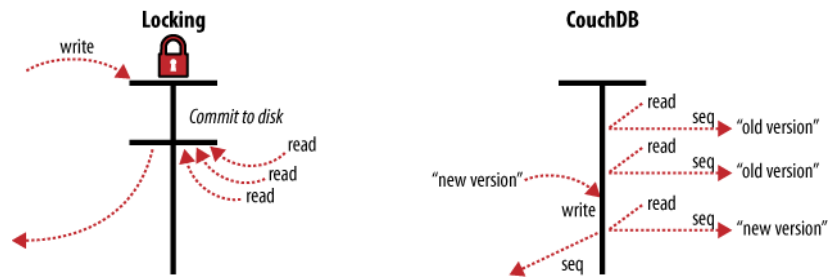 Locking
write
Commit to disk
read
read
read
CouchDB
read
seq
“old version”
read
seq
“old version”
“new version”
write
read
seq
“new version”
seq